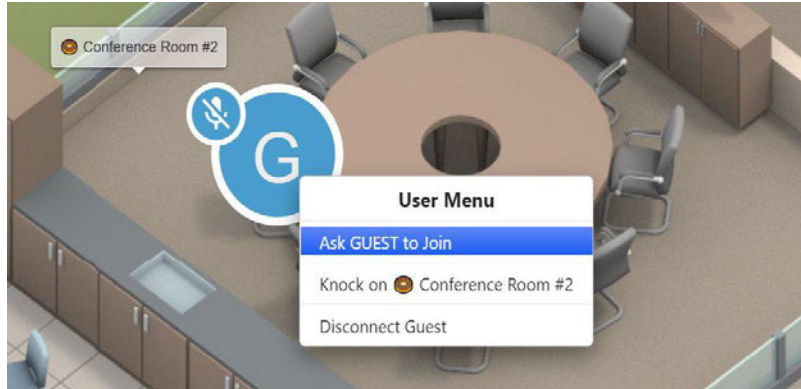 🍩 Conference Room #2
G
User Menu
Ask GUEST to Join
Knock on 🍩 Conference Room #2
Disconnect Guest